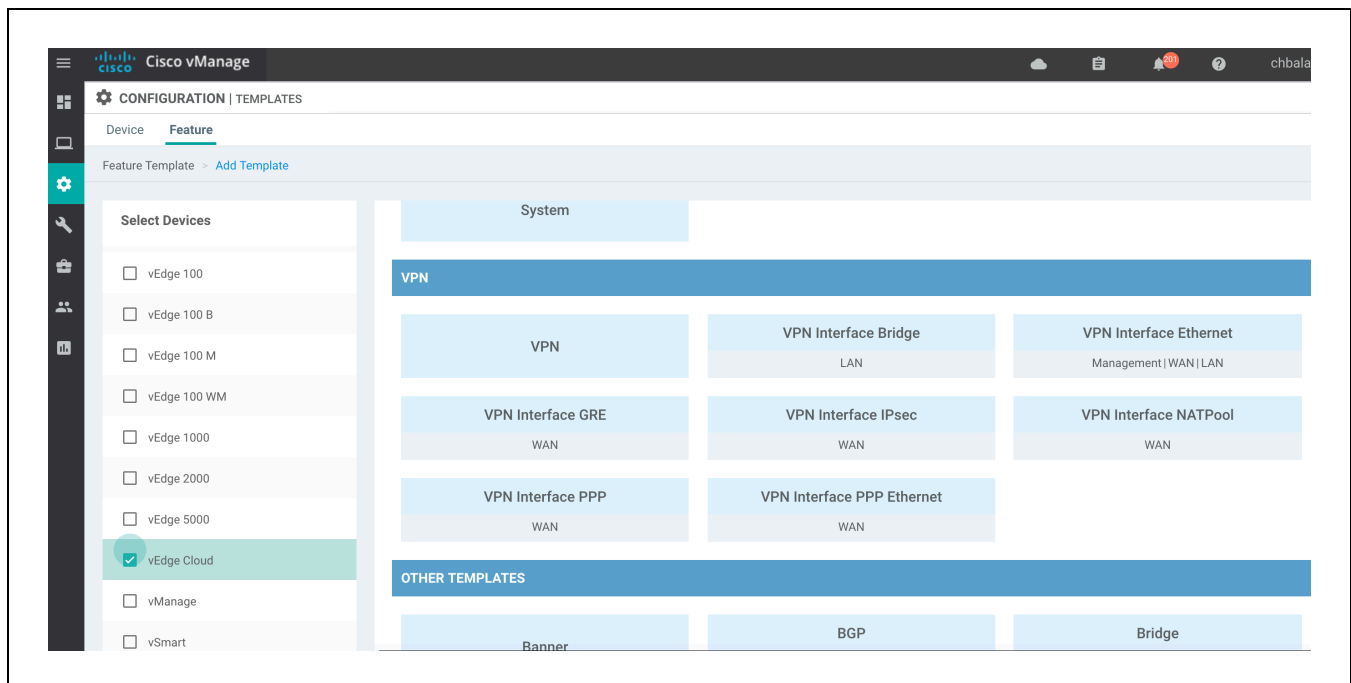 cisco Cisco vManage 201 chbala
CONFIGURATION | TEMPLATES
Device Feature
Feature Template > Add Template
Select Devices
vEdge 100
vEdge 100 B
vEdge 100 M
vEdge 100 WM
vEdge 1000
vEdge 2000
vEdge 5000
vEdge Cloud
vManage
vSmart
System
VPN
VPN
VPN Interface Bridge
LAN
VPN Interface Ethernet
Management | WAN | LAN
VPN Interface GRE
WAN
VPN Interface IPsec
WAN
VPN Interface NATPool
WAN
VPN Interface PPP
WAN
VPN Interface PPP Ethernet
WAN
OTHER TEMPLATES
Banner
BGP
Bridge